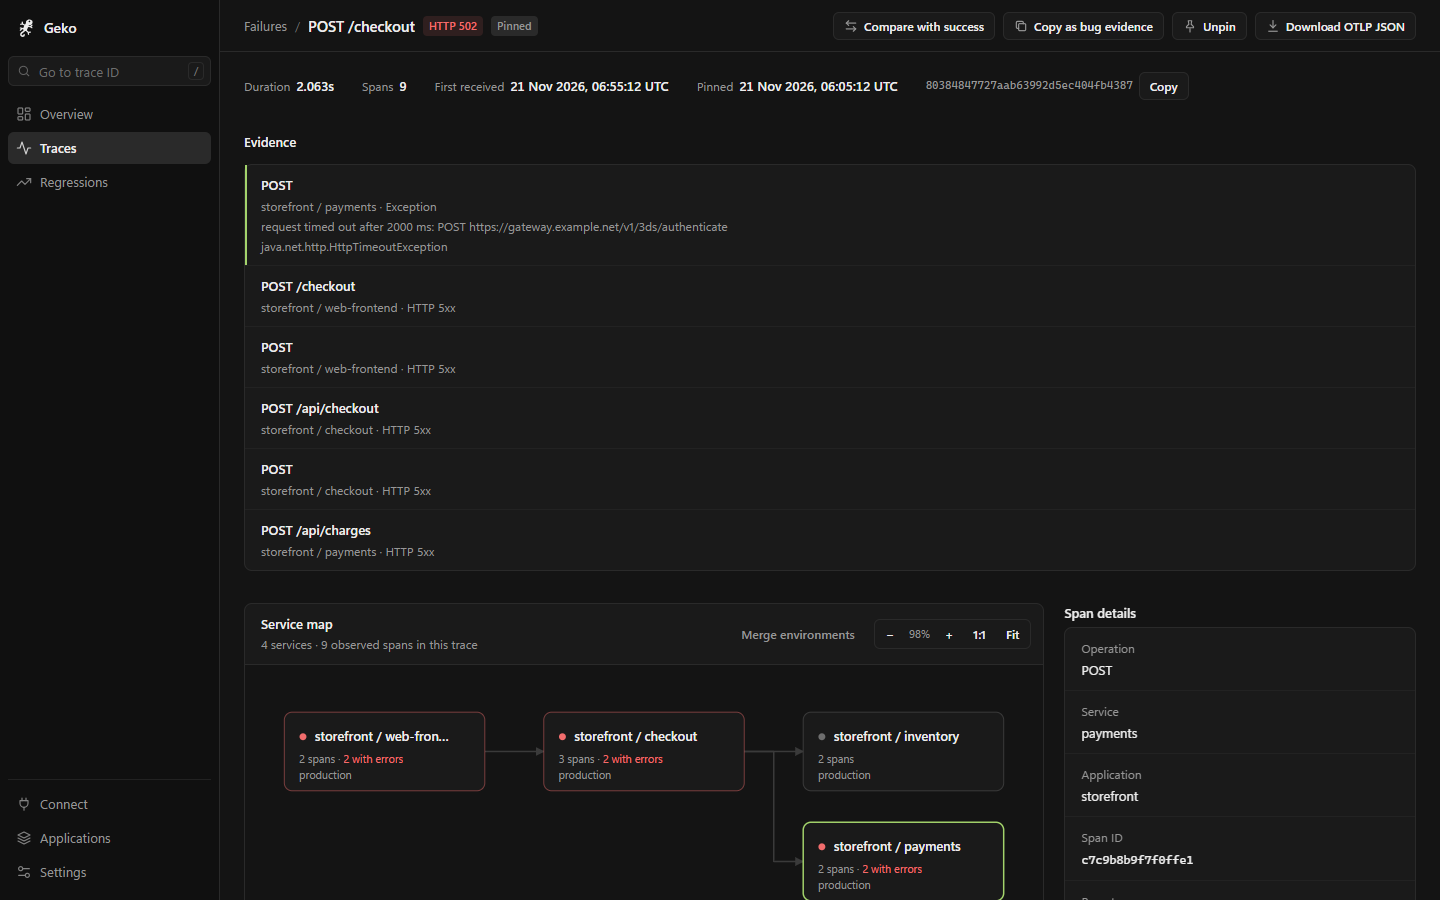 Geko
Go to trace ID /
Overview
Traces
Regressions
Connect
Applications
Settings
Failures / POST /checkout HTTP 502 Pinned
Compare with success
Copy as bug evidence
Unpin
Download OTLP JSON
Duration 2.063s Spans 9 First received 21 Nov 2026, 06:55:12 UTC Pinned 21 Nov 2026, 06:05:12 UTC 80384847727aab63992d5ec404fb4387 Copy
Evidence
POST
storefront / payments · Exception
request timed out after 2000 ms: POST https://gateway.example.net/v1/3ds/authenticate
java.net.http.HttpTimeoutException
POST /checkout
storefront / web-frontend · HTTP 5xx
POST
storefront / web-frontend · HTTP 5xx
POST /api/checkout
storefront / checkout · HTTP 5xx
POST
storefront / checkout · HTTP 5xx
POST /api/charges
storefront / payments · HTTP 5xx
Service map
4 services · 9 observed spans in this trace
Merge environments
− 98% + 1:1 Fit
storefront / web-fron...
2 spans · 2 with errors
production
storefront / checkout
3 spans · 2 with errors
production
storefront / inventory
2 spans
production
storefront / payments
2 spans · 2 with errors
production
Span details
Operation
POST
Service
payments
Application
storefront
Span ID
c7c9b8b9f7f0ffe1